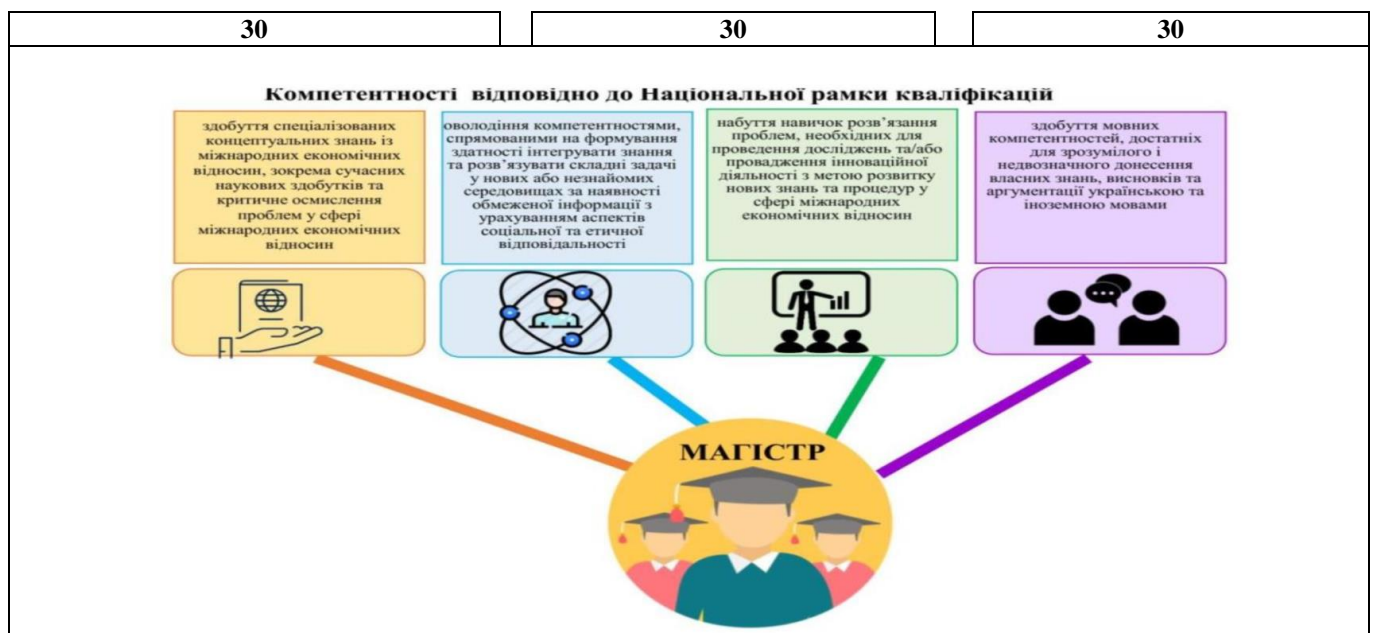 30
30
30
Компетентності відповідно до Національної рамки кваліфікацій
здобуття спеціалізованих
концептуальних знань із
міжнародних економічних
відносин, зокрема сучасних
наукових здобутків та
критичне осмислення
проблем у сфері
міжнародних економічних
відносин
оволодіння компетентностями,
спрямованими на формування
здатності інтегрувати знання
та розв’язувати складні задачі
у нових або незнайомих
середовищах за наявності
обмеженої інформації з
урахуванням аспектів
соціальної та етичної
відповідальності
набуття навичок розв’язання
проблем, необхідних для
проведення досліджень та/або
провадження інноваційної
діяльності з метою розвитку
нових знань та процедур у
сфері міжнародних
економічних відносин
здобуття мовних
компетентностей, достатніх
для зрозумілого і
недвозначного донесення
власних знань, висновків та
аргументації українською та
іноземною мовами
МАГІСТР